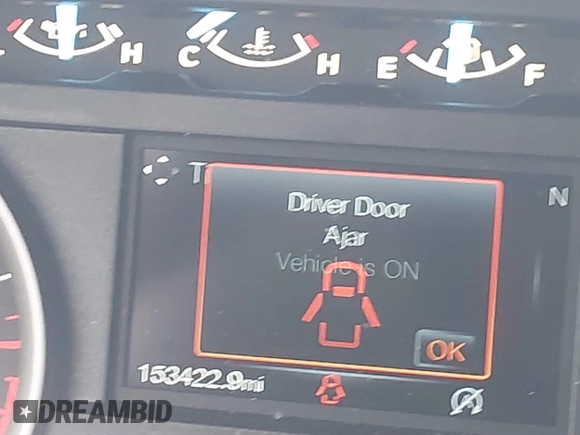 H
C H
E F
T
N
Driver Door
Ajar
Vehicle is ON
OK
153422.9mi
DREAMBID